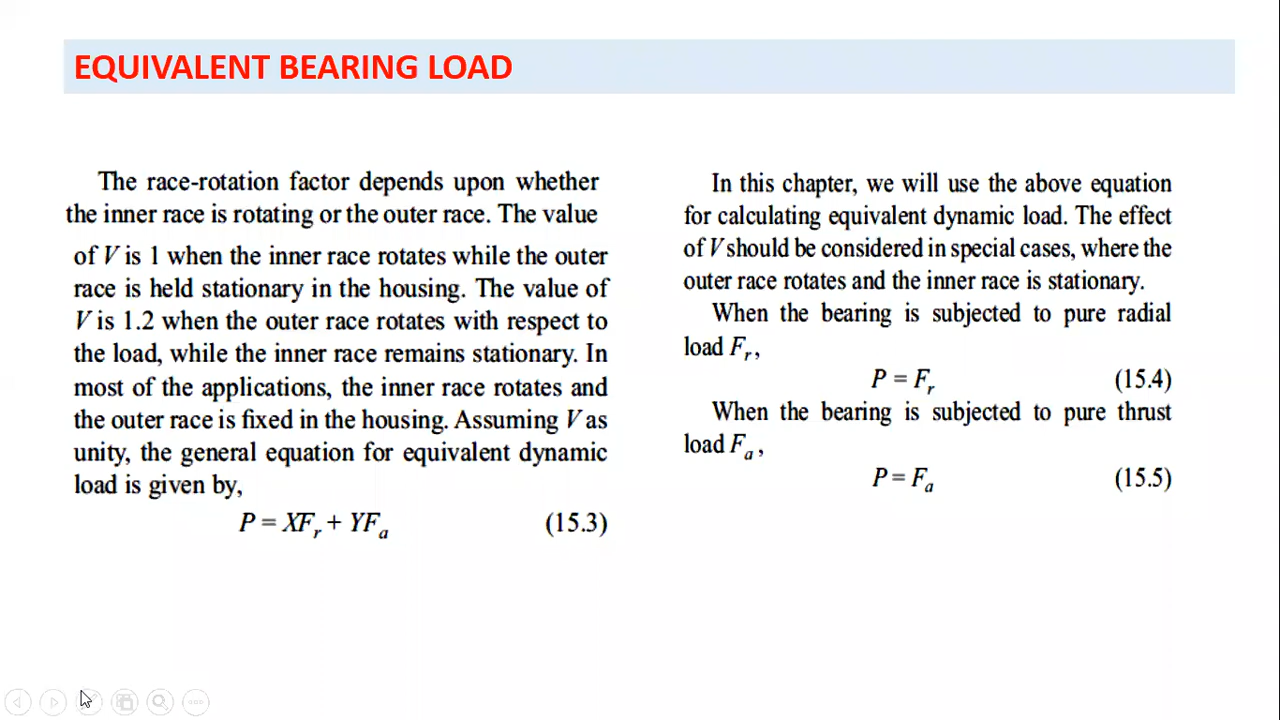 EQUIVALENT BEARING LOAD
The race-rotation factor depends upon whether
the inner race is rotating or the outer race. The value
of V is 1 when the inner race rotates while the outer
race is held stationary in the housing. The value of
V is 1.2 when the outer race rotates with respect to
the load, while the inner race remains stationary. In
most of the applications, the inner race rotates and
the outer race is fixed in the housing. Assuming V as
unity, the general equation for equivalent dynamic
load is given by,
P = XFr + YFa (15.3)
In this chapter, we will use the above equation
for calculating equivalent dynamic load. The effect
of V should be considered in special cases, where the
outer race rotates and the inner race is stationary.
When the bearing is subjected to pure radial
load Fr,
P = Fr (15.4)
When the bearing is subjected to pure thrust
load Fa,
P = Fa (15.5)